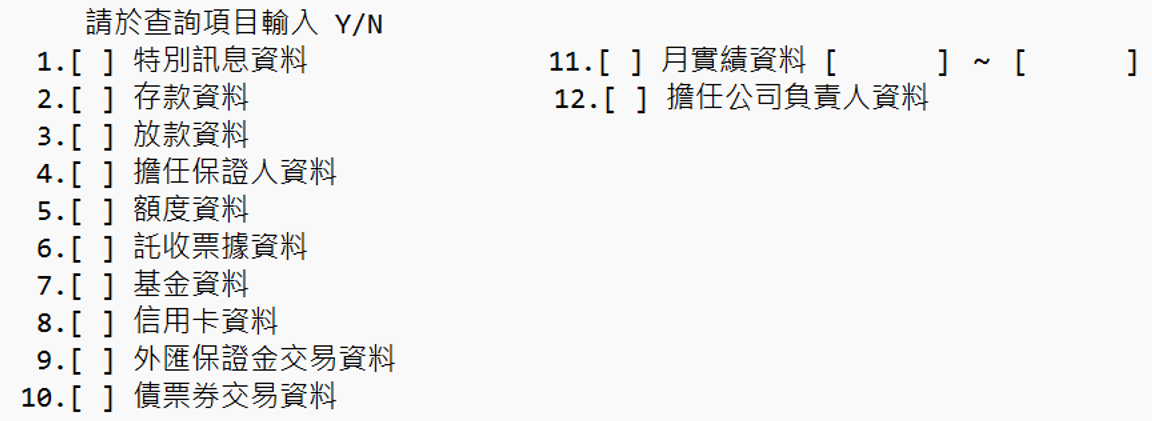 請於查詢項目輸入 Y/N
1.[ ] 特別訊息資料 11.[ ] 月實績資料 [ ] ~ [ ]
2.[ ] 存款資料 12.[ ] 擔任公司負責人資料
3.[ ] 放款資料
4.[ ] 擔任保證人資料
5.[ ] 額度資料
6.[ ] 託收票據資料
7.[ ] 基金資料
8.[ ] 信用卡資料
9.[ ] 外匯保證金交易資料
10.[ ] 債票券交易資料